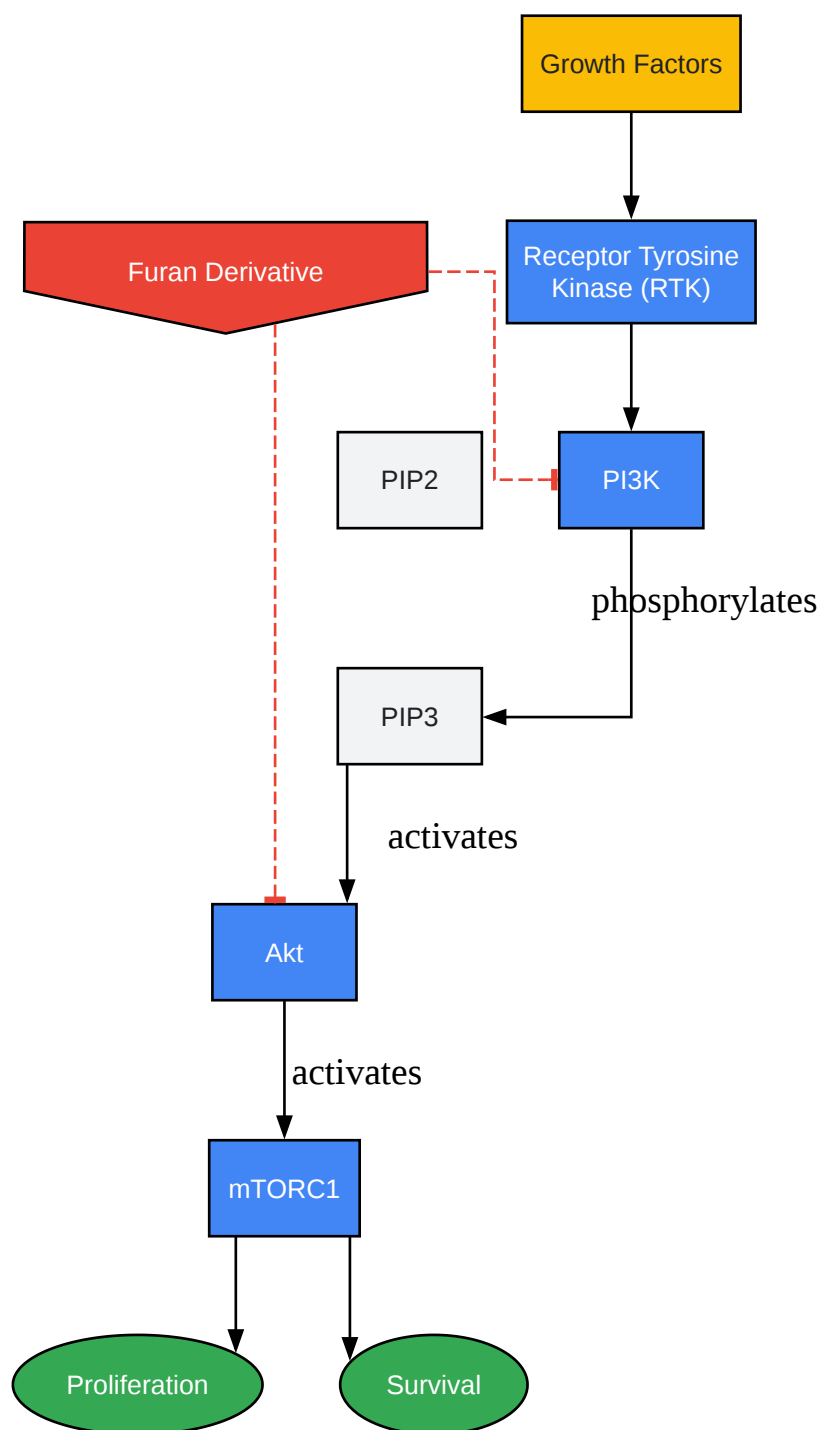 Growth Factors
Furan Derivative
Receptor Tyrosine
Kinase (RTK)
PIP2
PI3K
phosphorylates
PIP3
activates
Akt
activates
mTORC1
Proliferation
Survival